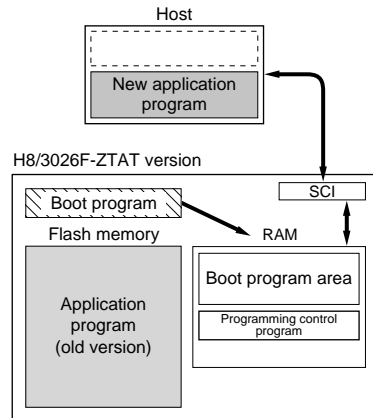 Host
New application
program
H8/3026F-ZTAT version
SCI
Boot program
Flash memory
RAM
Application
program
(old version)
Boot program area
Programming control
program